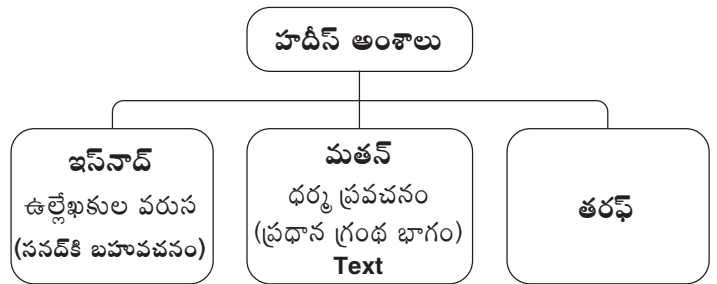 హదీస్ అంశాలు
ఇస్‌నాద్
ఉల్లేఖకుల వరుస
(సనద్‌కి బహువచనం)
మతన్
ధర్మ ప్రవచనం
(ప్రధాన గ్రంథ భాగం)
Text
తరఫ్